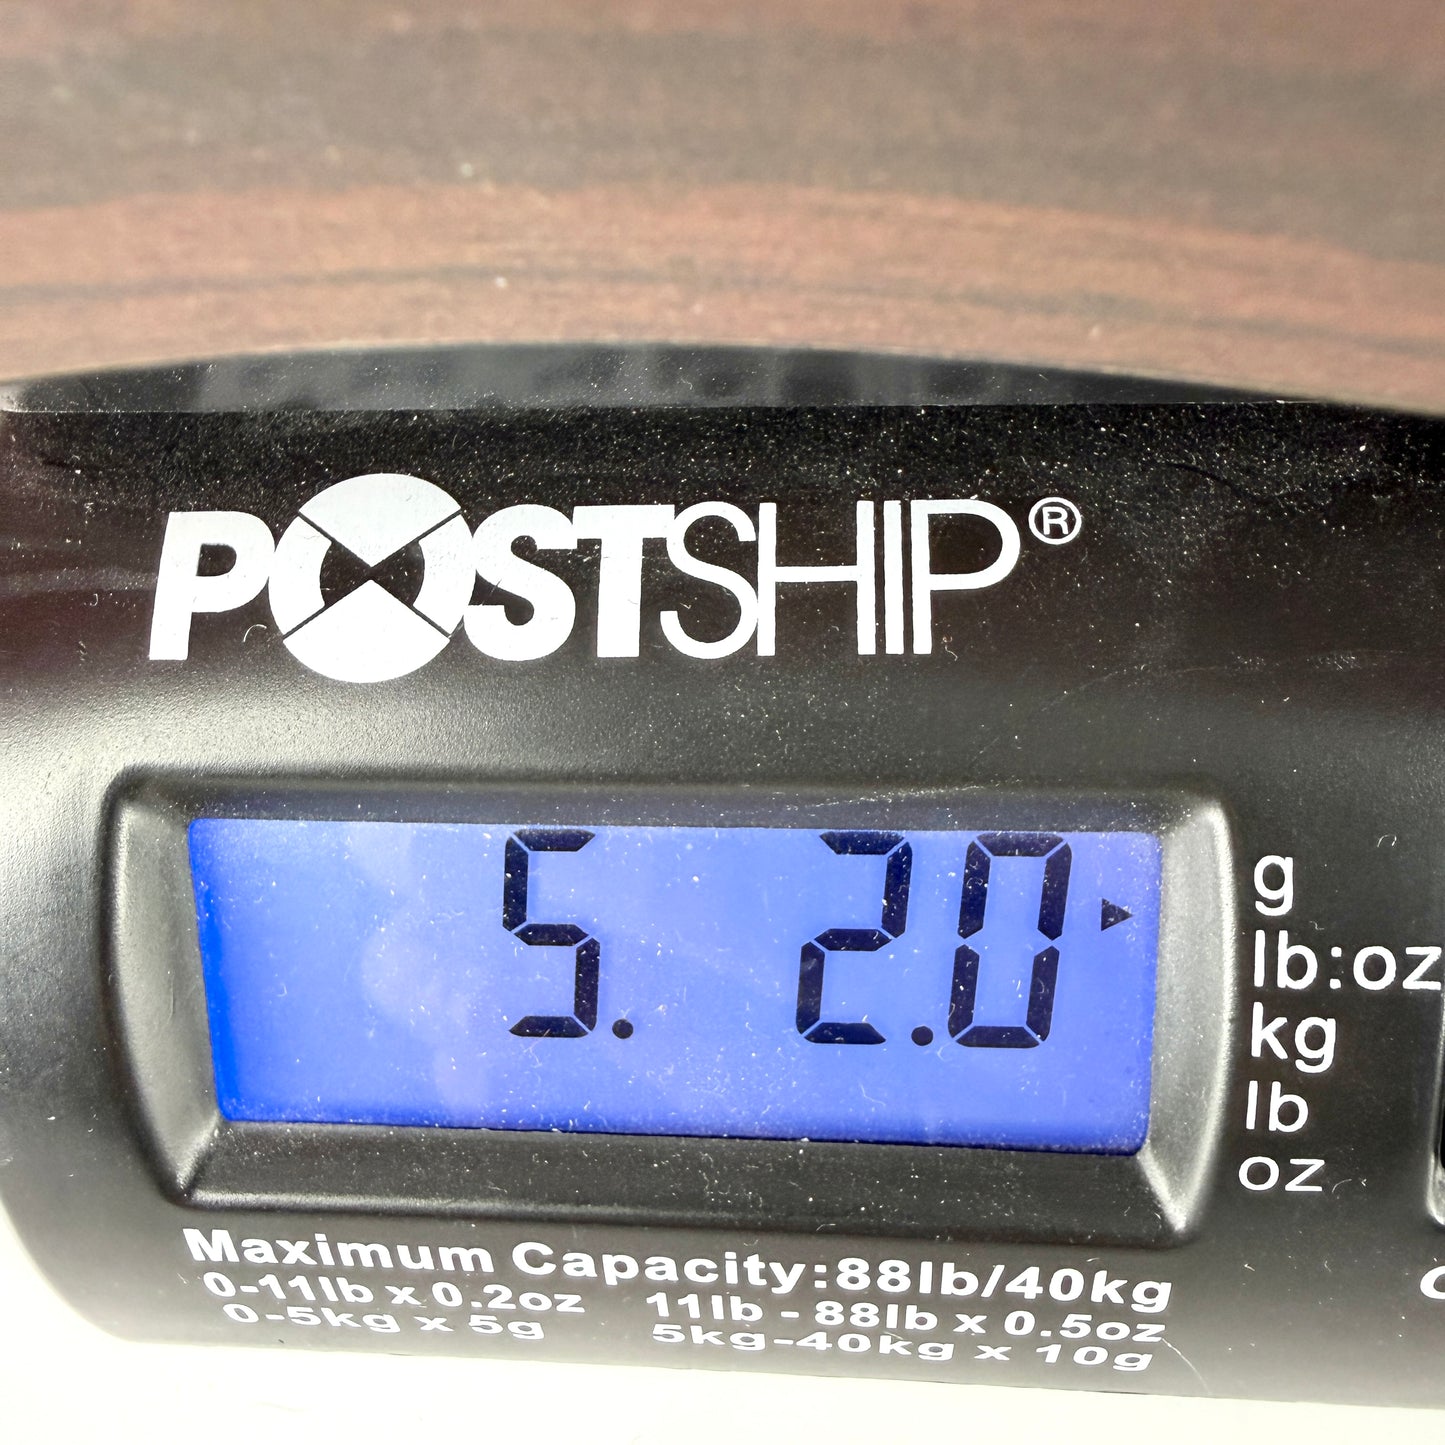 POSTSHIP®
5. 2.0
g
lb:oz
kg
lb
oz
Maximum Capacity:88lb/40kg
0-11lb x 0.2oz 11lb - 88lb x 0.5oz
0-5kg x 5g 5kg-40kg x 10g